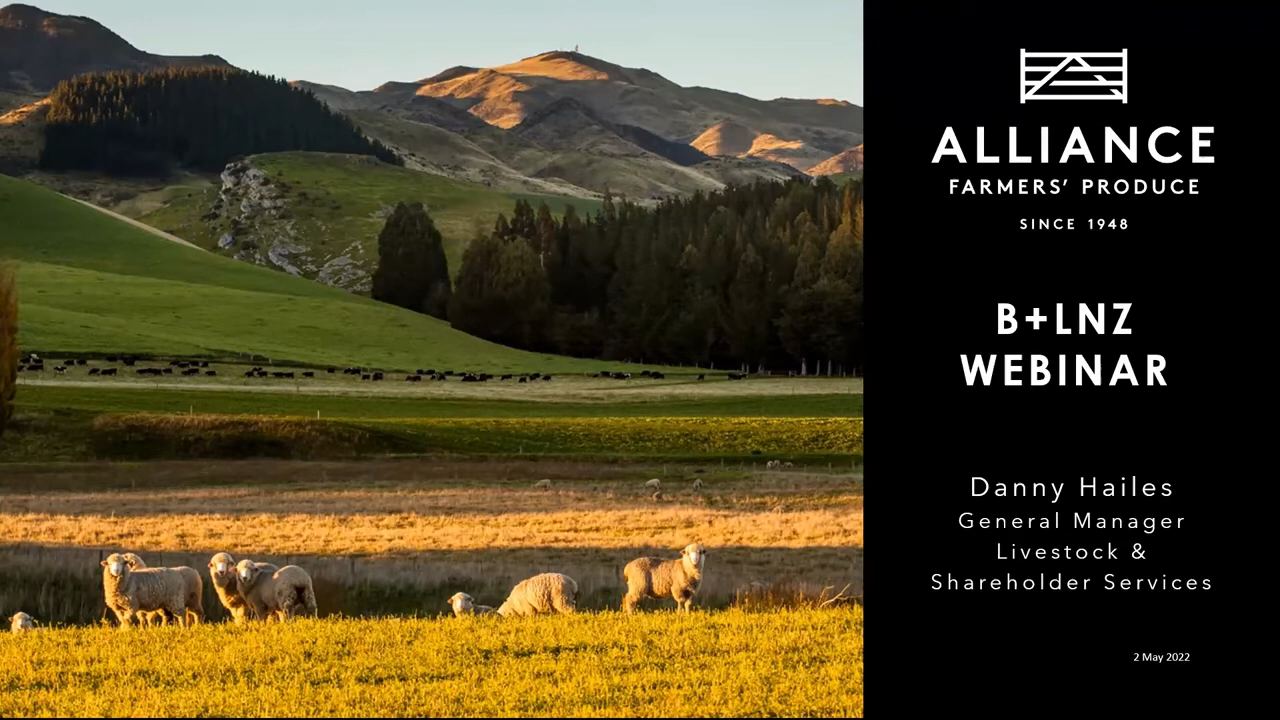 ALLIANCE
FARMERS' PRODUCE
SINCE 1948
B+LNZ
WEBINAR
Danny Hailes
General Manager
Livestock &
Shareholder Services
2 May 2022